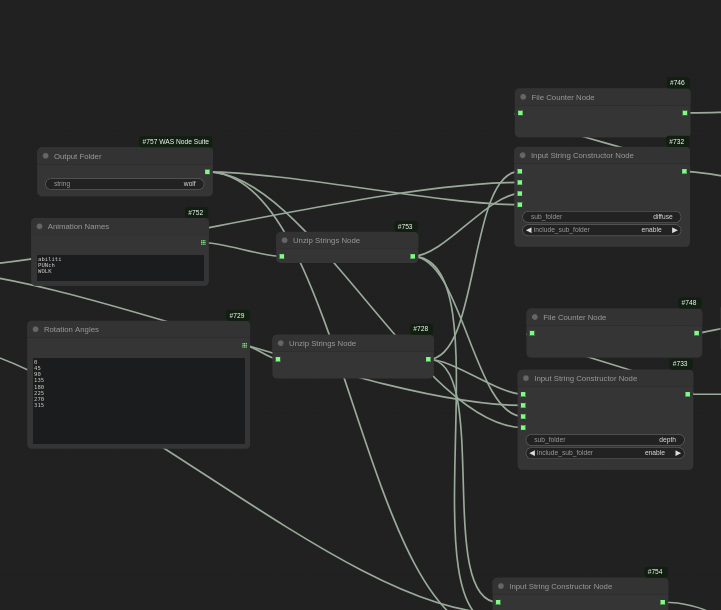 #746
File Counter Node
#757 WAS Node Suite
Output Folder
string wolf
#732
Input String Constructor Node
sub_folder diffuse
include_sub_folder enable
#752
Animation Names
abiliti
PUNch
WOLK
#753
Unzip Strings Node
#729
Rotation Angles
0
45
90
135
180
225
270
315
#728
Unzip Strings Node
#748
File Counter Node
#733
Input String Constructor Node
sub_folder depth
include_sub_folder enable
#754
Input String Constructor Node